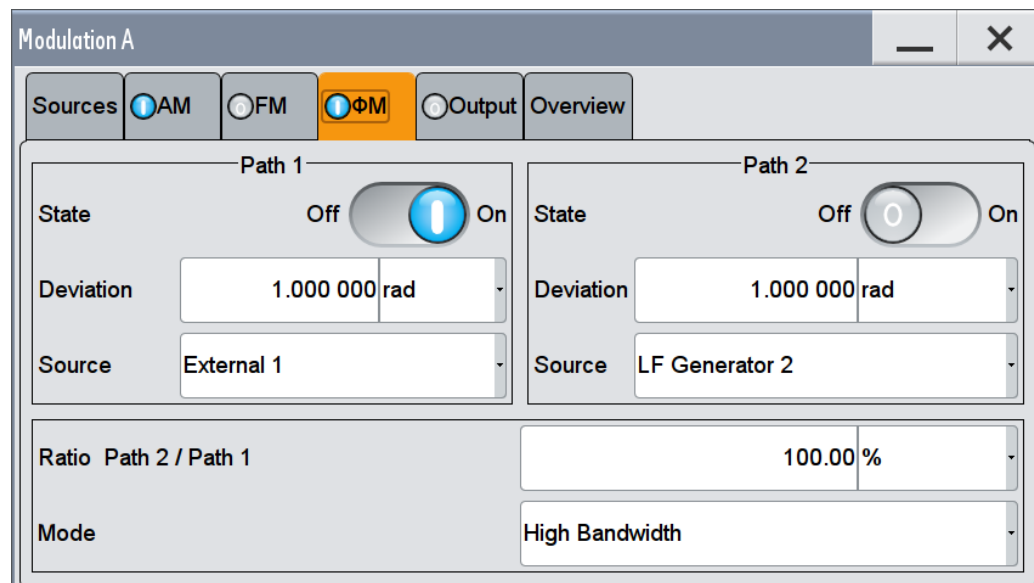 Modulation A
Sources AM FM ΦM Output Overview
Path 1
State Off On
Deviation 1.000 000 rad
Source External 1
Path 2
State Off On
Deviation 1.000 000 rad
Source LF Generator 2
Ratio Path 2 / Path 1 100.00 %
Mode High Bandwidth